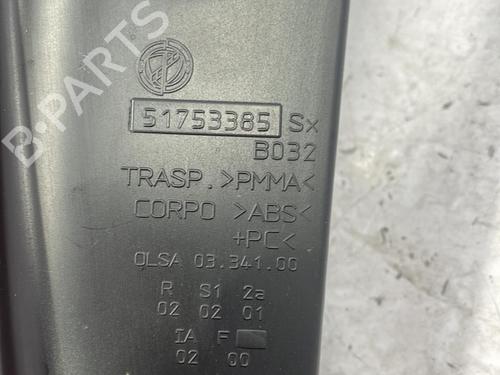 B-PARTS
51753385 Sx
B032
TRASP. >PMMA<
CORPO >ABS<
+PC<
OLSA 03.341.00
R S1 2a
02 02 01
IA F
02 00